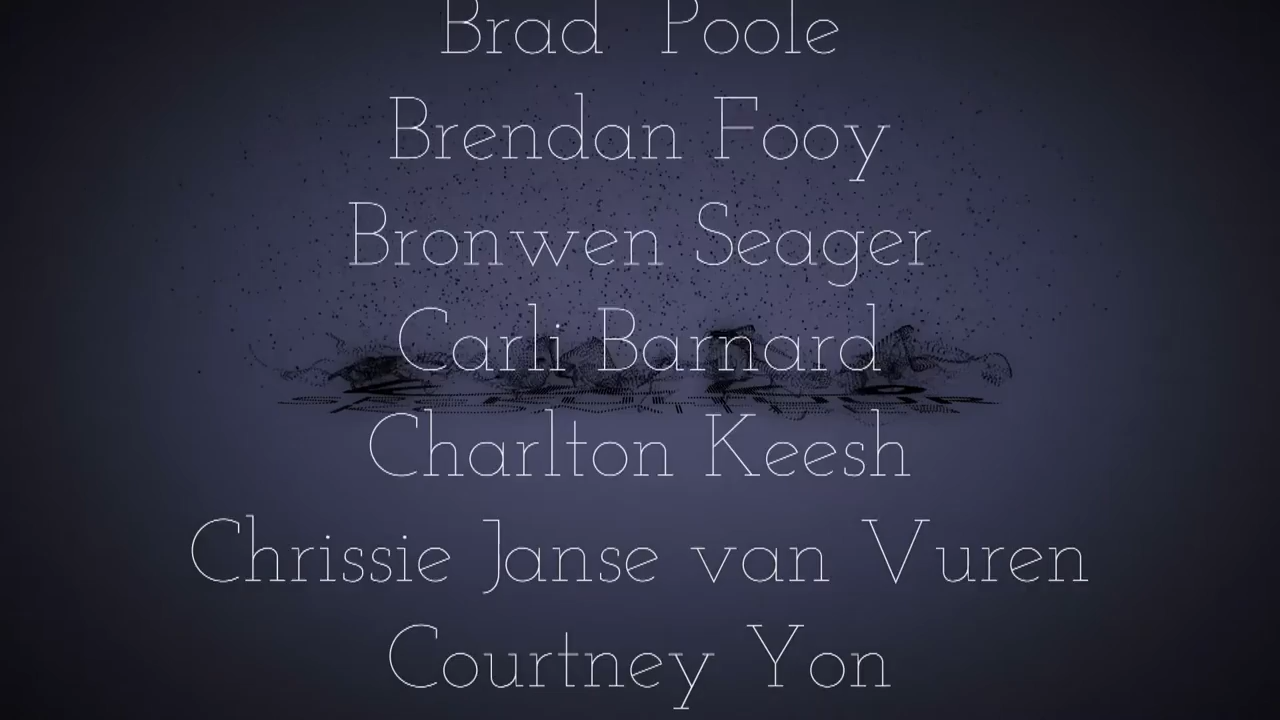 Brad Poole
Brendan Fooy
Bronwen Seager
Carli Barnard
Charlton Keesh
Chrissie Janse van Vuren
Courtney Yon